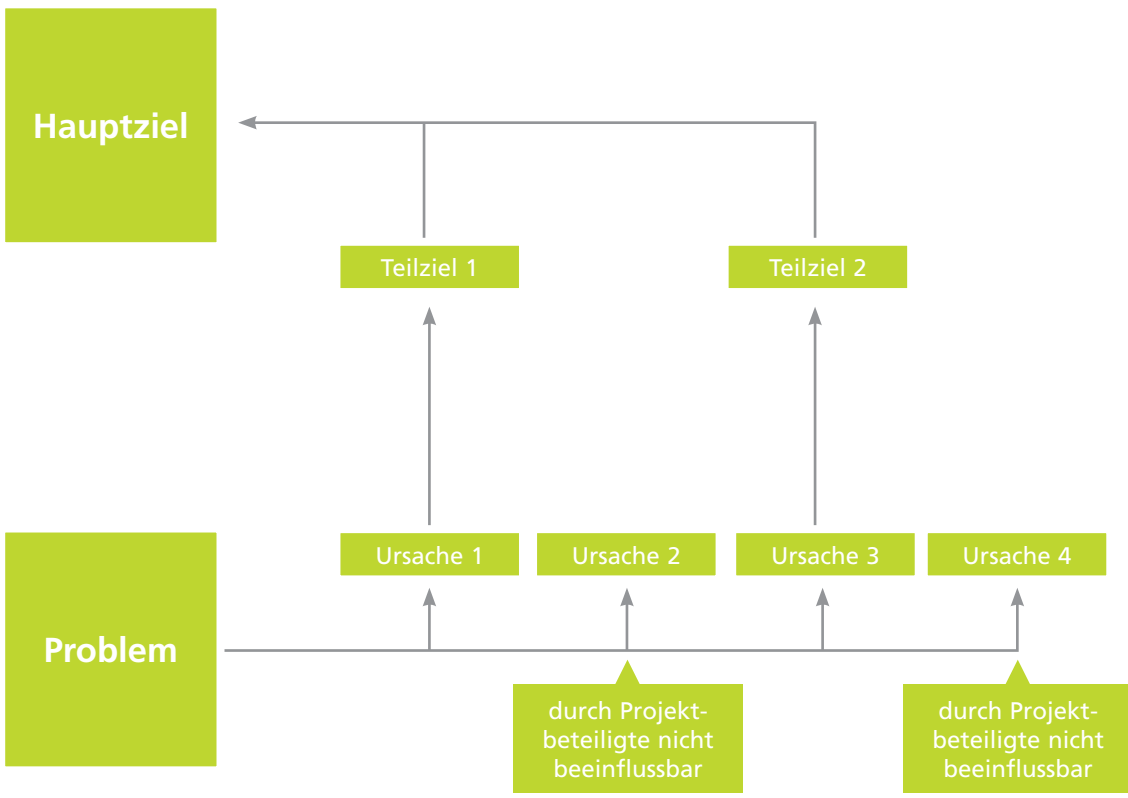 Hauptziel
Teilziel 1
Teilziel 2
Ursache 1
Ursache 2
Ursache 3
Ursache 4
Problem
durch Projekt-
beteiligte nicht
beeinflussbar
durch Projekt-
beteiligte nicht
beeinflussbar